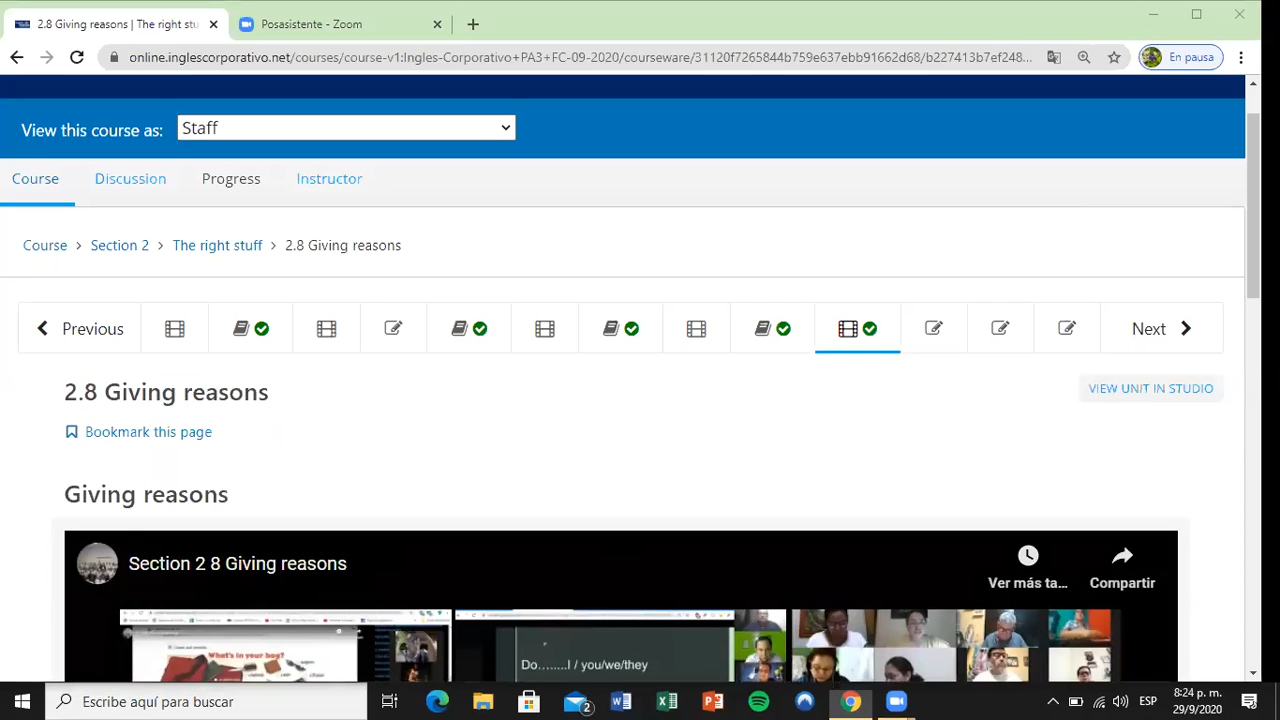 2.8 Giving reasons | The right stu
Posasistente - Zoom
online.inglescorporativo.net/courses/course-v1:Ingles-Corporativo+PA3+FC-09-2020/courseware/31120f7265844b759e637ebb91662d68/b227413b7ef248...
En pausa
View this course as:
Staff
Course
Discussion
Progress
Instructor
Course > Section 2 > The right stuff > 2.8 Giving reasons
Previous
Next
2.8 Giving reasons
VIEW UNIT IN STUDIO
Bookmark this page
Giving reasons
Section 2 8 Giving reasons
Ver más ta...
Compartir
What's in your bag?
Do........I / you/we/they
Escribe aquí para buscar
2
ESP
8:24 p. m.
29/9/2020